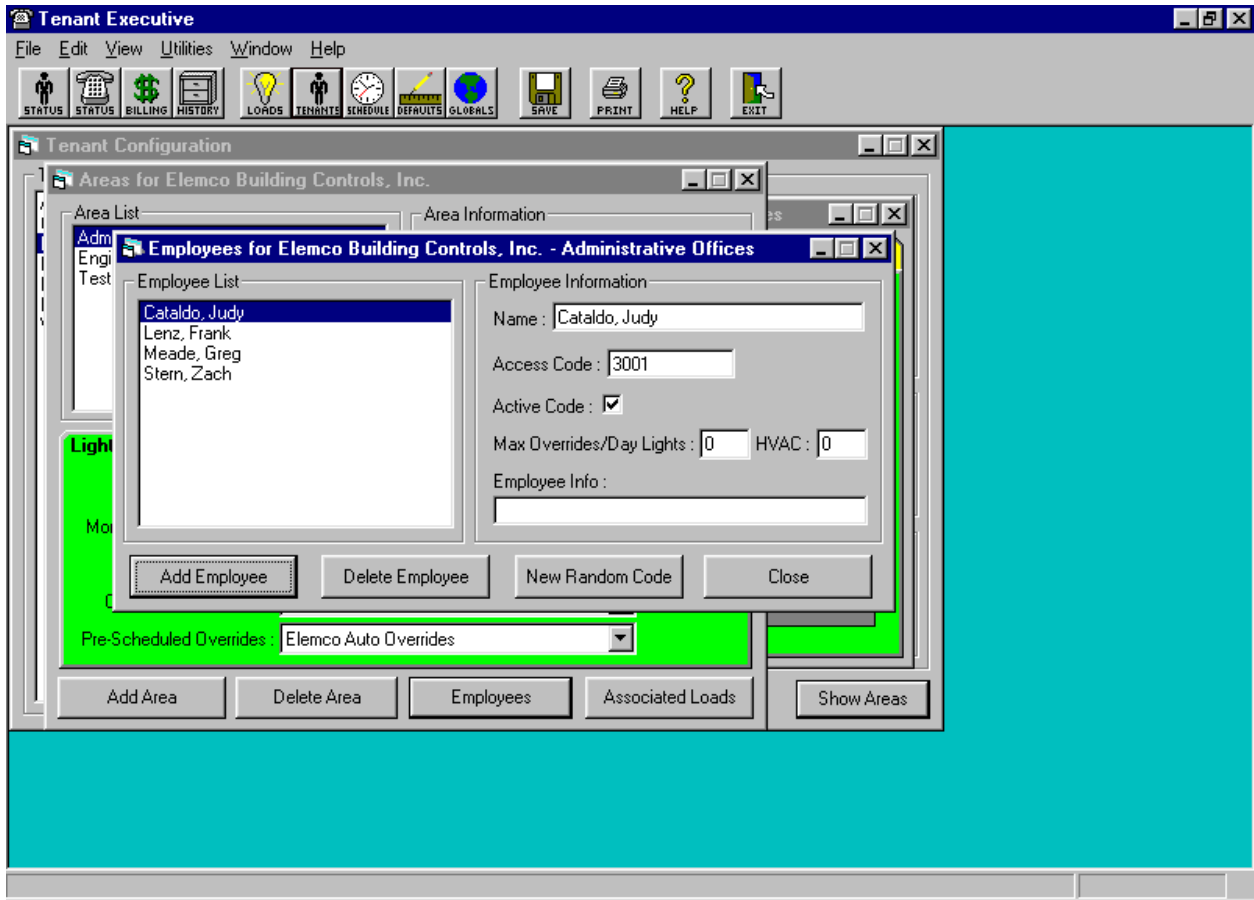 Tenant Executive
File Edit View Utilities Window Help
STATUS STATUS BILLING HISTORY LOADS TENANTS SCHEDULE DEFAULTS GLOBALS SAVE PRINT HELP EXIT
Tenant Configuration
Areas for Elemco Building Controls, Inc.
Area List
Area Information
Adm
Engi
Test
Employees for Elemco Building Controls, Inc. - Administrative Offices
Employee List
Cataldo, Judy
Lenz, Frank
Meade, Greg
Stern, Zach
Employee Information
Name : Cataldo, Judy
Access Code : 3001
Active Code :
Max Overrides/Day Lights : 0 HVAC : 0
Employee Info :
Add Employee Delete Employee New Random Code Close
Light
Mon
Pre-Scheduled Overrides : Elemco Auto Overrides
Add Area Delete Area Employees Associated Loads Show Areas